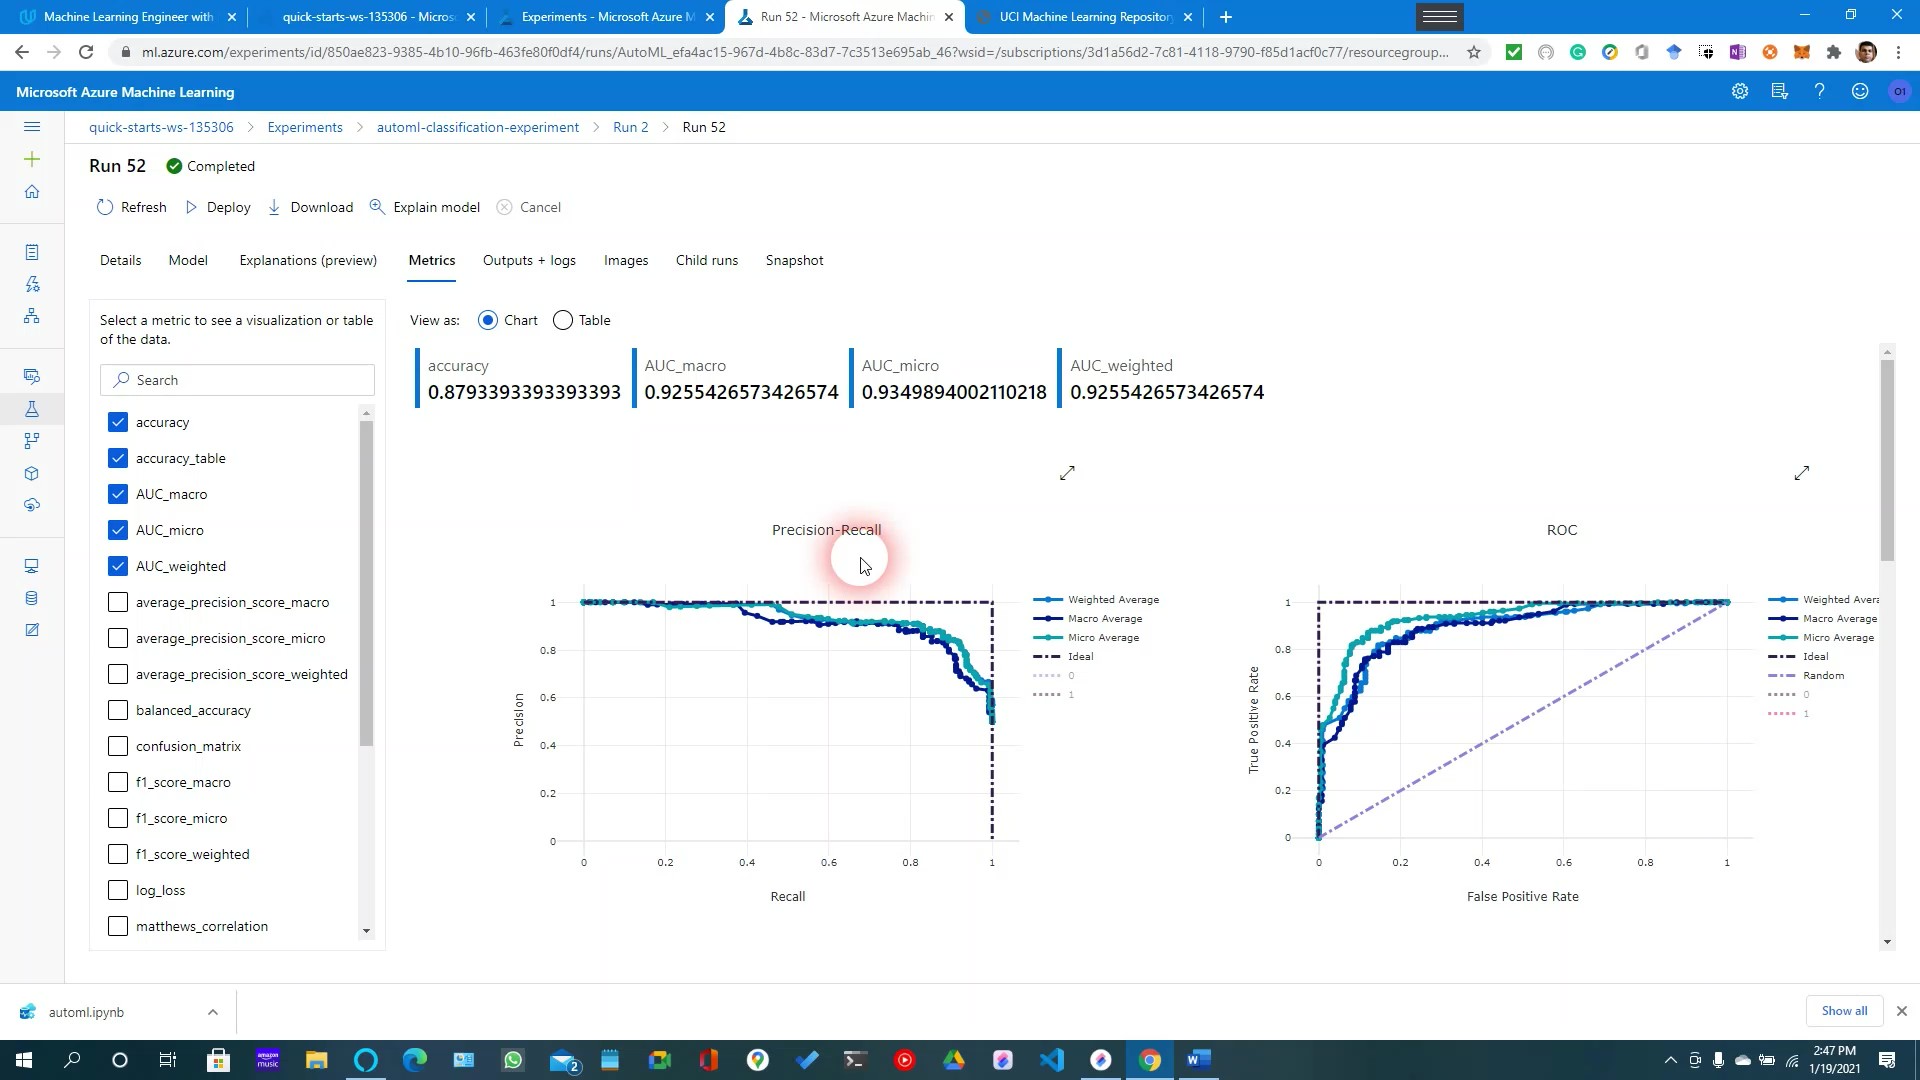 Machine Learning Engineer with
quick-starts-ws-135306 - Micros
Experiments - Microsoft Azure M
Run 52 - Microsoft Azure Machin
UCI Machine Learning Repository
ml.azure.com/experiments/id/850ae823-9385-4b10-96fb-463fe80f0df4/runs/AutoML_efa4ac15-967d-4b8c-83d7-7c3513e695ab_46?wsid=/subscriptions/3d1a56d2-7c81-4118-9790-f85d1acf0c77/resourcegroup...
Microsoft Azure Machine Learning
quick-starts-ws-135306 > Experiments > automl-classification-experiment > Run 2 > Run 52
Run 52 Completed
Refresh Deploy Download Explain model Cancel
Details Model Explanations (preview) Metrics Outputs + logs Images Child runs Snapshot
Select a metric to see a visualization or table
of the data.
Search
accuracy
accuracy_table
AUC_macro
AUC_micro
AUC_weighted
average_precision_score_macro
average_precision_score_micro
average_precision_score_weighted
balanced_accuracy
confusion_matrix
f1_score_macro
f1_score_micro
f1_score_weighted
log_loss
matthews_correlation
View as: Chart Table
accuracy
0.8793393393393393
AUC_macro
0.9255426573426574
AUC_micro
0.9349894002110218
AUC_weighted
0.9255426573426574
Precision-Recall
1
0.8
0.6
0.4
0.2
0
Precision
0 0.2 0.4 0.6 0.8 1
Recall
Weighted Average
Macro Average
Micro Average
Ideal
0
1
ROC
1
0.8
0.6
0.4
0.2
0
True Positive Rate
0 0.2 0.4 0.6 0.8 1
False Positive Rate
Weighted Avera
Macro Average
Micro Average
Ideal
Random
0
1
automl.ipynb
Show all
amazon music
2
2:47 PM
1/19/2021